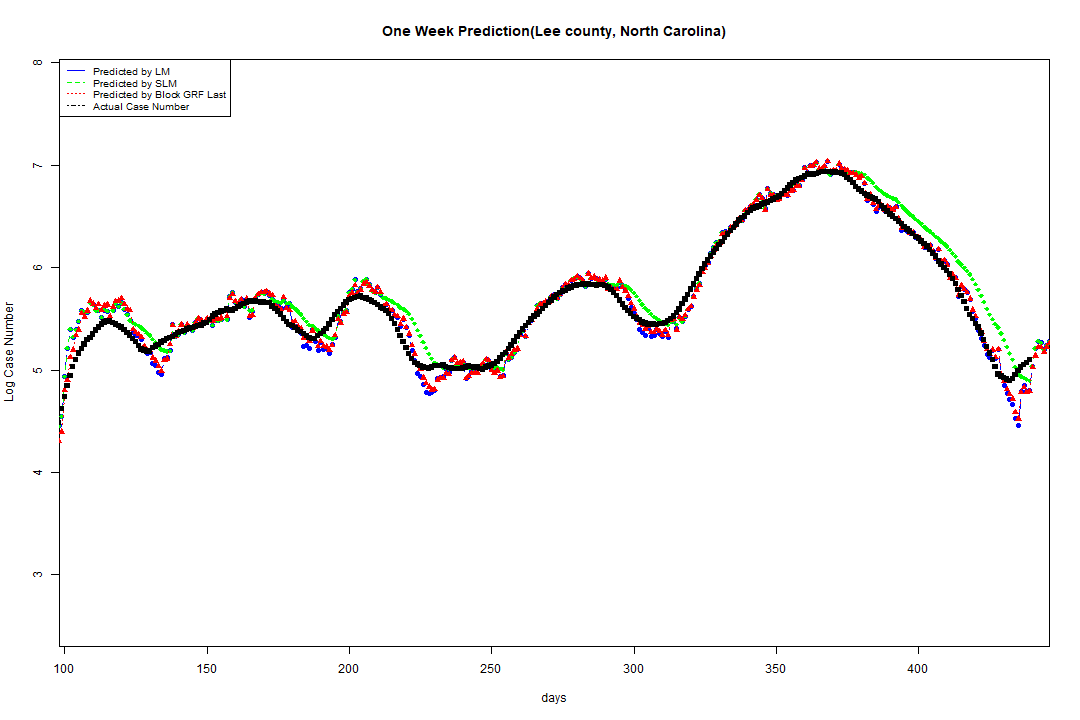 One Week Prediction(Lee county, North Carolina)
Predicted by LM
Predicted by SLM
Predicted by Block GRF Last
Actual Case Number
8
7
6
5
4
3
Log Case Number
100 150 200 250 300 350 400
days